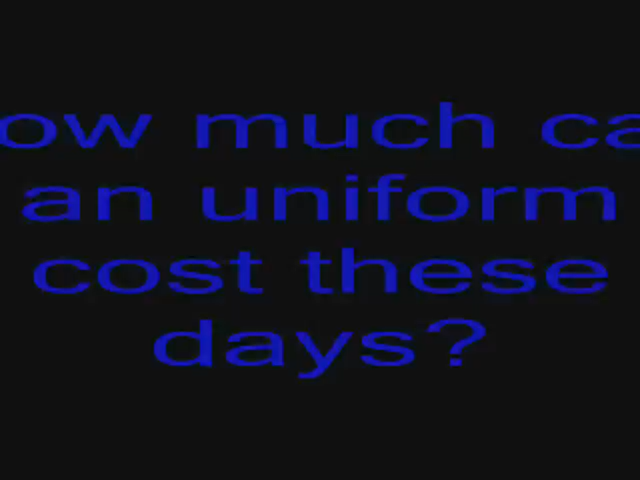 ow much ca
an uniform
cost these
days?